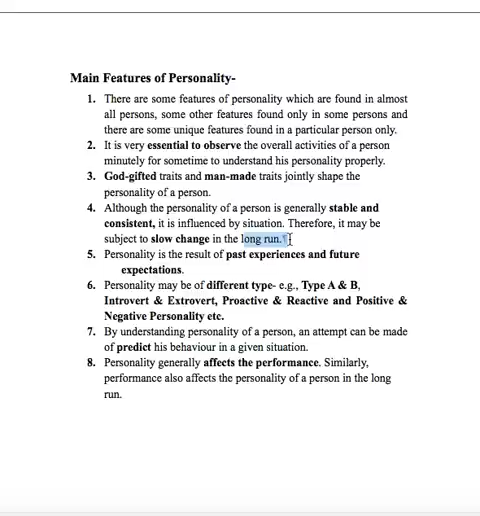 Main Features of Personality-
1. There are some features of personality which are found in almost
all persons, some other features found only in some persons and
there are some unique features found in a particular person only.
2. It is very essential to observe the overall activities of a person
minutely for sometime to understand his personality properly.
3. God-gifted traits and man-made traits jointly shape the
personality of a person.
4. Although the personality of a person is generally stable and
consistent, it is influenced by situation. Therefore, it may be
subject to slow change in the long run.
5. Personality is the result of past experiences and future
expectations.
6. Personality may be of different type- e.g., Type A & B,
Introvert & Extrovert, Proactive & Reactive and Positive &
Negative Personality etc.
7. By understanding personality of a person, an attempt can be made
of predict his behaviour in a given situation.
8. Personality generally affects the performance. Similarly,
performance also affects the personality of a person in the long
run.